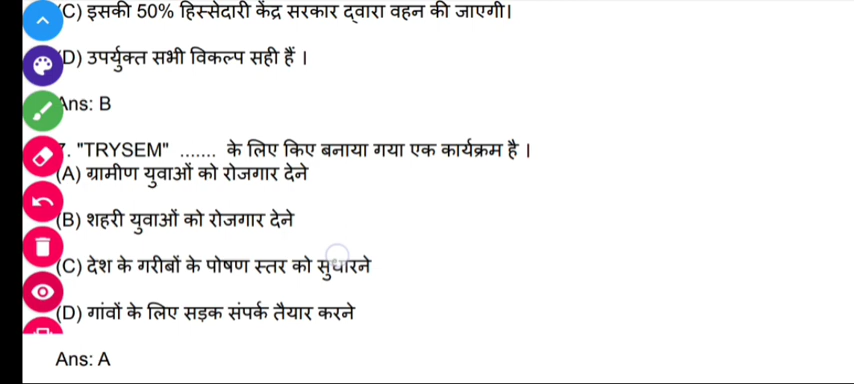 (C) इसकी 50% हिस्सेदारी केंद्र सरकार द्वारा वहन की जाएगी।
(D) उपर्युक्त सभी विकल्प सही हैं ।
Ans: B
7. "TRYSEM" ....... के लिए किए बनाया गया एक कार्यक्रम है ।
(A) ग्रामीण युवाओं को रोजगार देने
(B) शहरी युवाओं को रोजगार देने
(C) देश के गरीबों के पोषण स्तर को सुधारने
(D) गांवों के लिए सड़क संपर्क तैयार करने
Ans: A